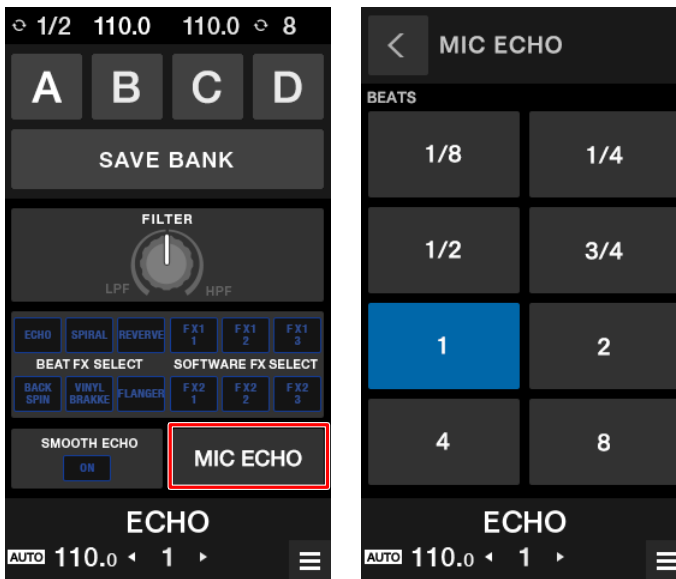 1/2 110.0 110.0 8
A B C D
SAVE BANK
FILTER
LPF HPF
ECHO SPIRAL REVERVE FX1 1 FX1 2 FX1 3
BEAT FX SELECT SOFTWARE FX SELECT
BACK SPIN VINYL BRAKKE FLANGER FX2 1 FX2 2 FX2 3
SMOOTH ECHO
ON
MIC ECHO
ECHO
AUTO 110.0 1
MIC ECHO
BEATS
1/8 1/4
1/2 3/4
1 2
4 8
ECHO
AUTO 110.0 1